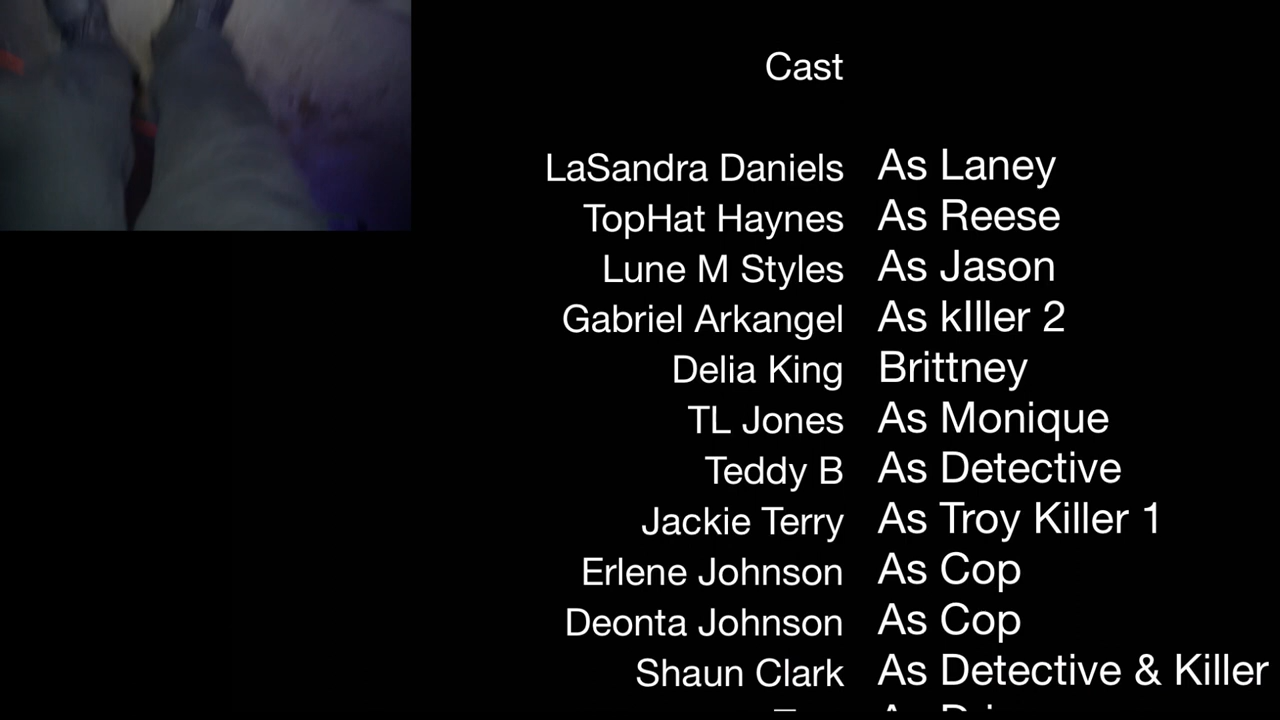 Cast
LaSandra Daniels As Laney
TopHat Haynes As Reese
Lune M Styles As Jason
Gabriel Arkangel As kIller 2
Delia King Brittney
TL Jones As Monique
Teddy B As Detective
Jackie Terry As Troy Killer 1
Erlene Johnson As Cop
Deonta Johnson As Cop
Shaun Clark As Detective & Killer
As